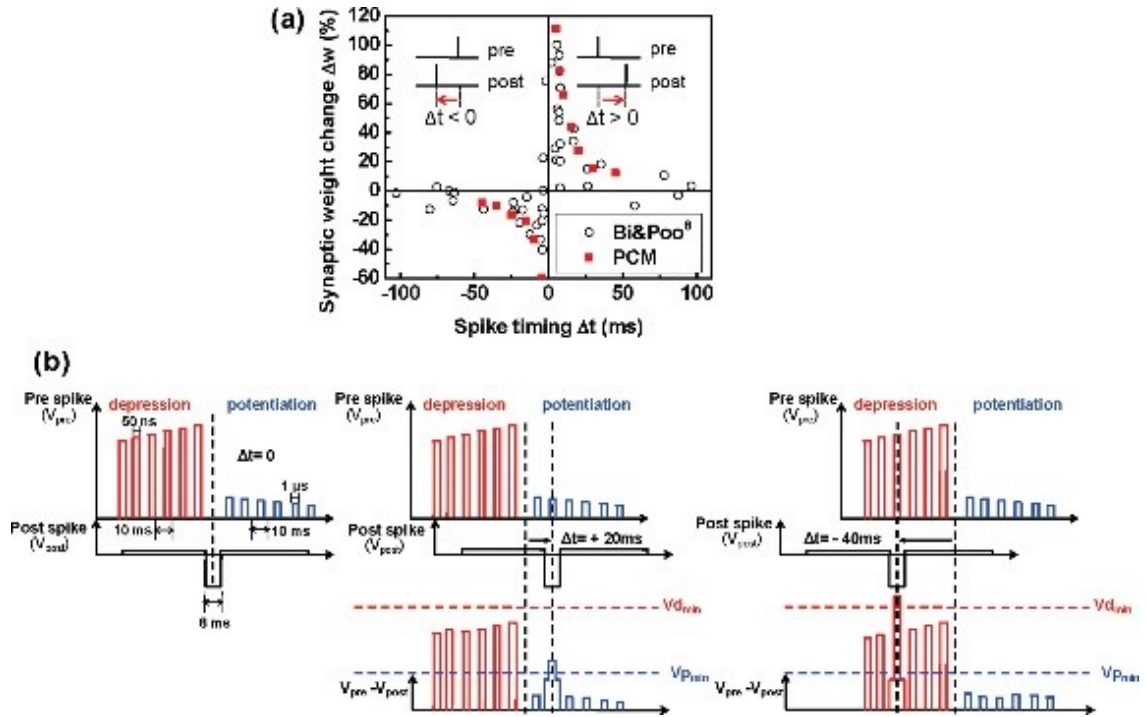 (a)
Synaptic weight change Δw (%)
120
100
80
60
40
20
0
-20
-40
-60
pre
post
Δt < 0
pre
post
Δt > 0
Bi&Poo⁶
PCM
-100
-50
0
50
100
Spike timing Δt (ms)
(b)
Pre spike
(Vpre)
depression
potentiation
50 ns
Δt= 0
1 μs
10 ms
10 ms
Post spike
(Vpost)
6 ms
Pre spike
(Vpre)
depression
potentiation
Post spike
(Vpost)
Δt= + 20ms
Vdmin
Vpmin
Vpre -Vpost
Pre spike
(Vpre)
depression
potentiation
Post spike
(Vpost)
Δt= - 40ms
Vdmin
Vpmin
Vpre -Vpost